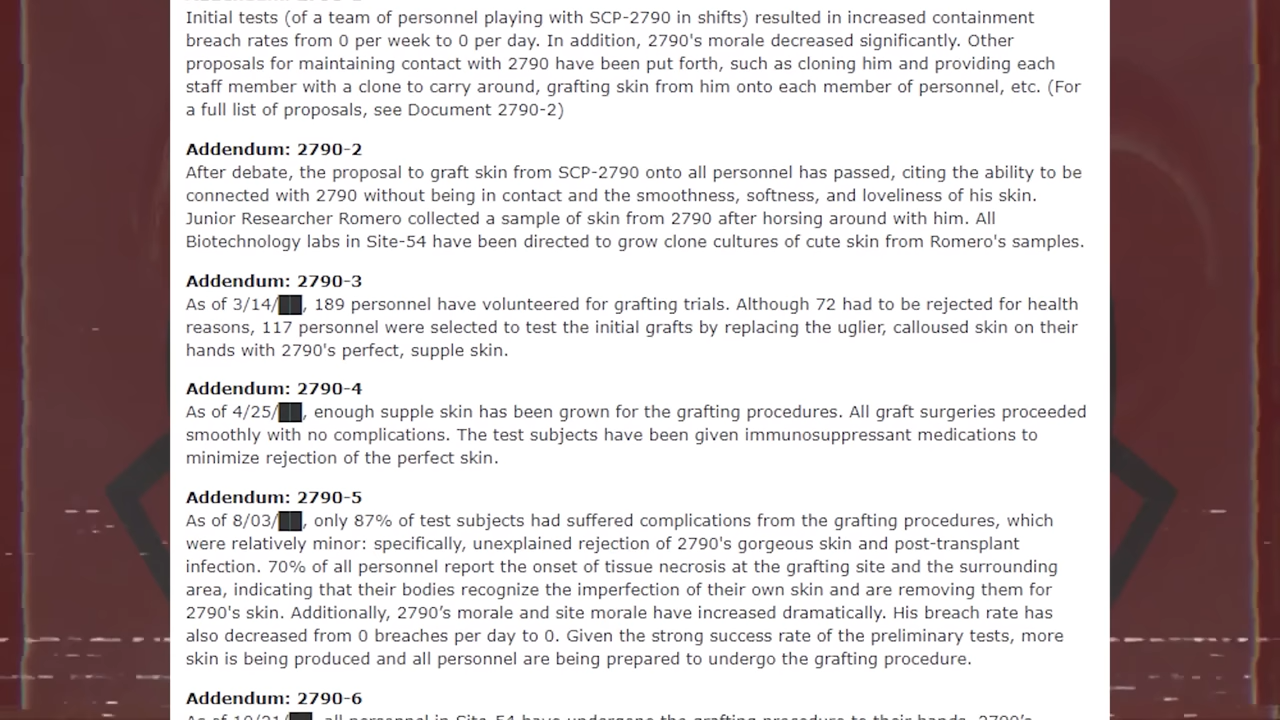 Initial tests (of a team of personnel playing with SCP-2790 in shifts) resulted in increased containment
breach rates from 0 per week to 0 per day. In addition, 2790's morale decreased significantly. Other
proposals for maintaining contact with 2790 have been put forth, such as cloning him and providing each
staff member with a clone to carry around, grafting skin from him onto each member of personnel, etc. (For
a full list of proposals, see Document 2790-2)
Addendum: 2790-2
After debate, the proposal to graft skin from SCP-2790 onto all personnel has passed, citing the ability to be
connected with 2790 without being in contact and the smoothness, softness, and loveliness of his skin.
Junior Researcher Romero collected a sample of skin from 2790 after horsing around with him. All
Biotechnology labs in Site-54 have been directed to grow clone cultures of cute skin from Romero's samples.
Addendum: 2790-3
As of 3/14/██, 189 personnel have volunteered for grafting trials. Although 72 had to be rejected for health
reasons, 117 personnel were selected to test the initial grafts by replacing the uglier, calloused skin on their
hands with 2790's perfect, supple skin.
Addendum: 2790-4
As of 4/25/██, enough supple skin has been grown for the grafting procedures. All graft surgeries proceeded
smoothly with no complications. The test subjects have been given immunosuppressant medications to
minimize rejection of the perfect skin.
Addendum: 2790-5
As of 8/03/██, only 87% of test subjects had suffered complications from the grafting procedures, which
were relatively minor: specifically, unexplained rejection of 2790's gorgeous skin and post-transplant
infection. 70% of all personnel report the onset of tissue necrosis at the grafting site and the surrounding
area, indicating that their bodies recognize the imperfection of their own skin and are removing them for
2790's skin. Additionally, 2790’s morale and site morale have increased dramatically. His breach rate has
also decreased from 0 breaches per day to 0. Given the strong success rate of the preliminary tests, more
skin is being produced and all personnel are being prepared to undergo the grafting procedure.
Addendum: 2790-6